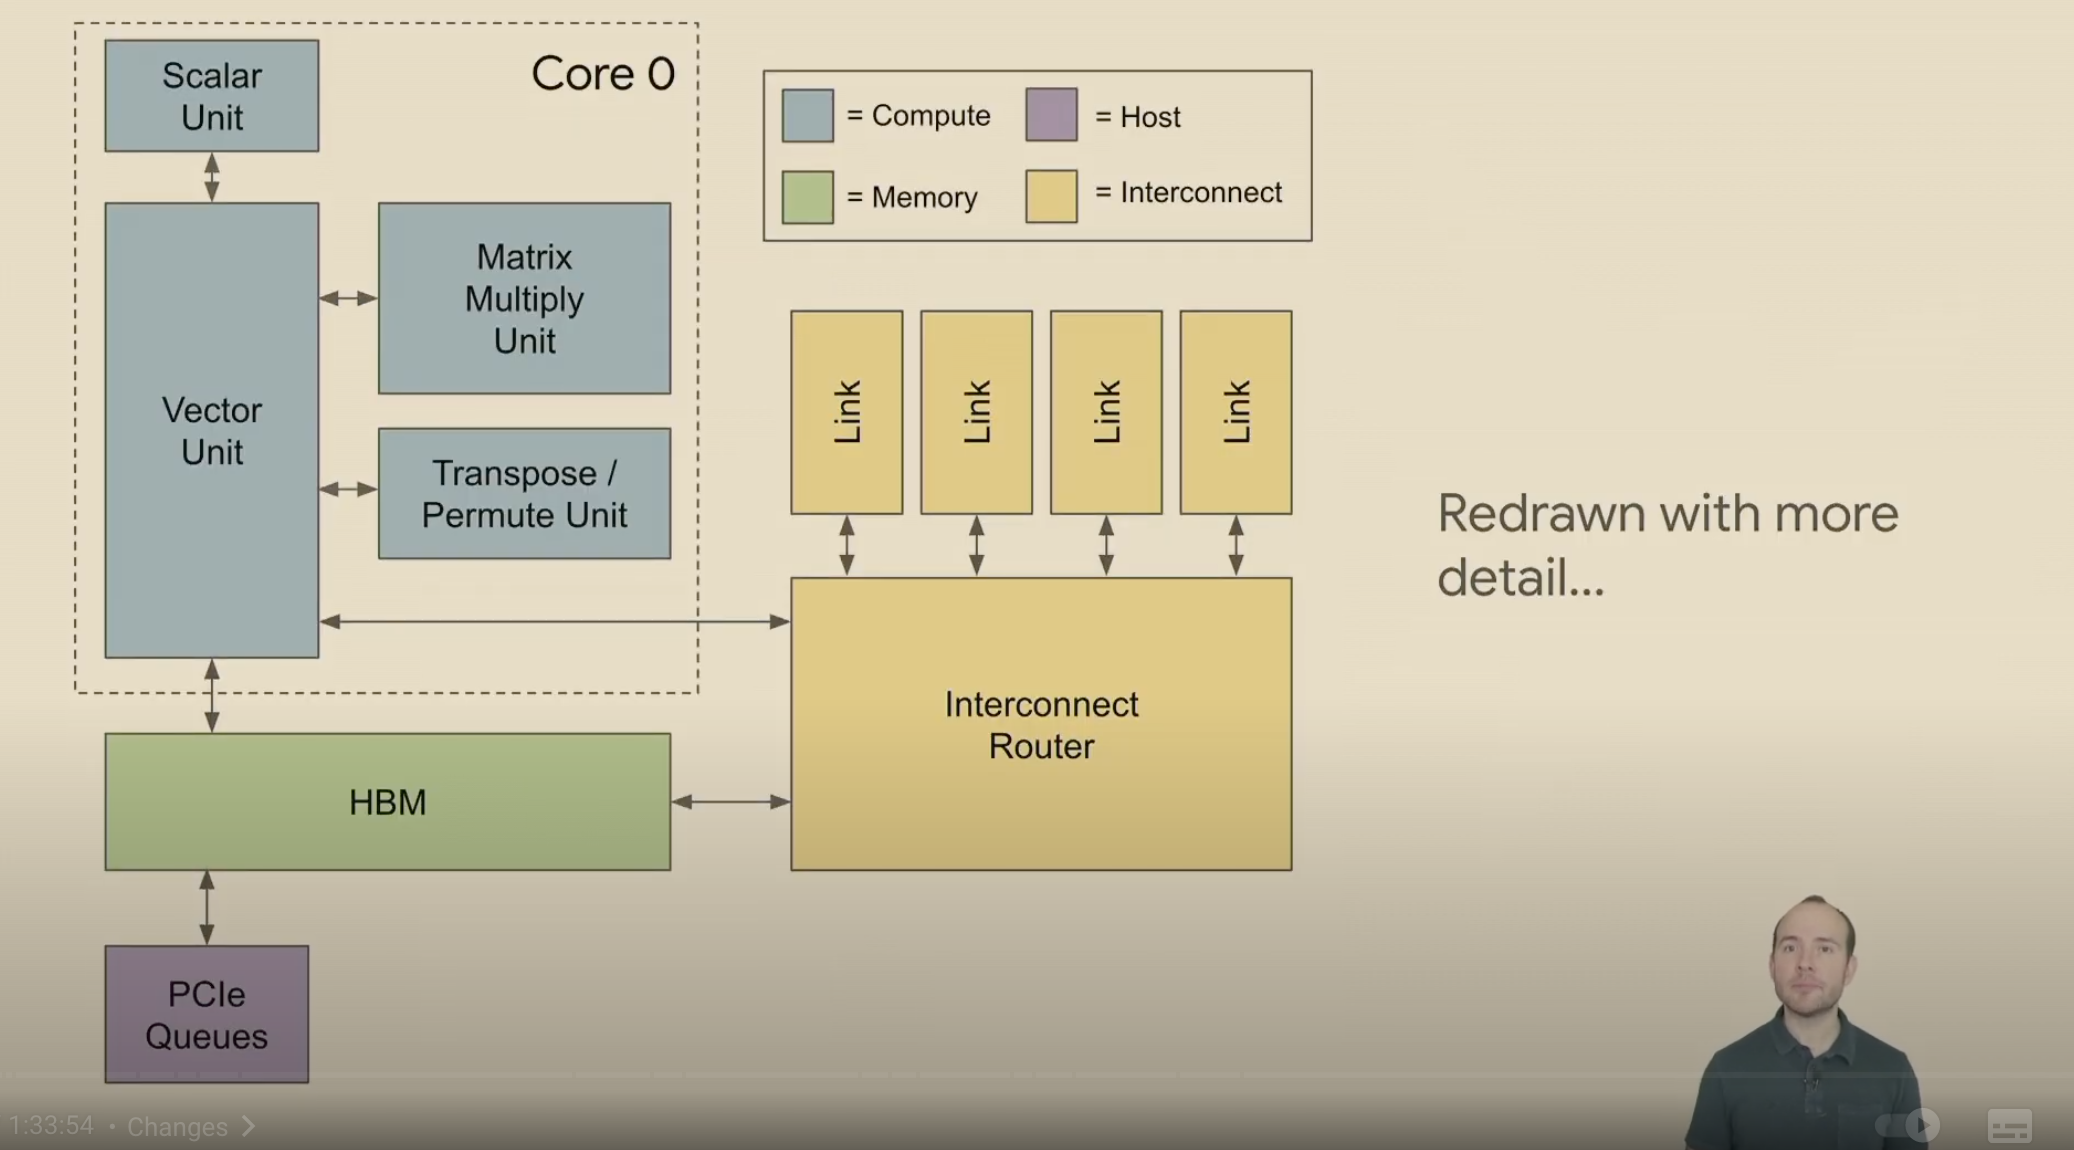 Scalar
Unit
Core 0
= Compute
= Host
= Memory
= Interconnect
Vector
Unit
Matrix
Multiply
Unit
Transpose /
Permute Unit
Link
Link
Link
Link
Interconnect
Router
Redrawn with more
detail...
HBM
PCIe
Queues
1:33:54 • Changes